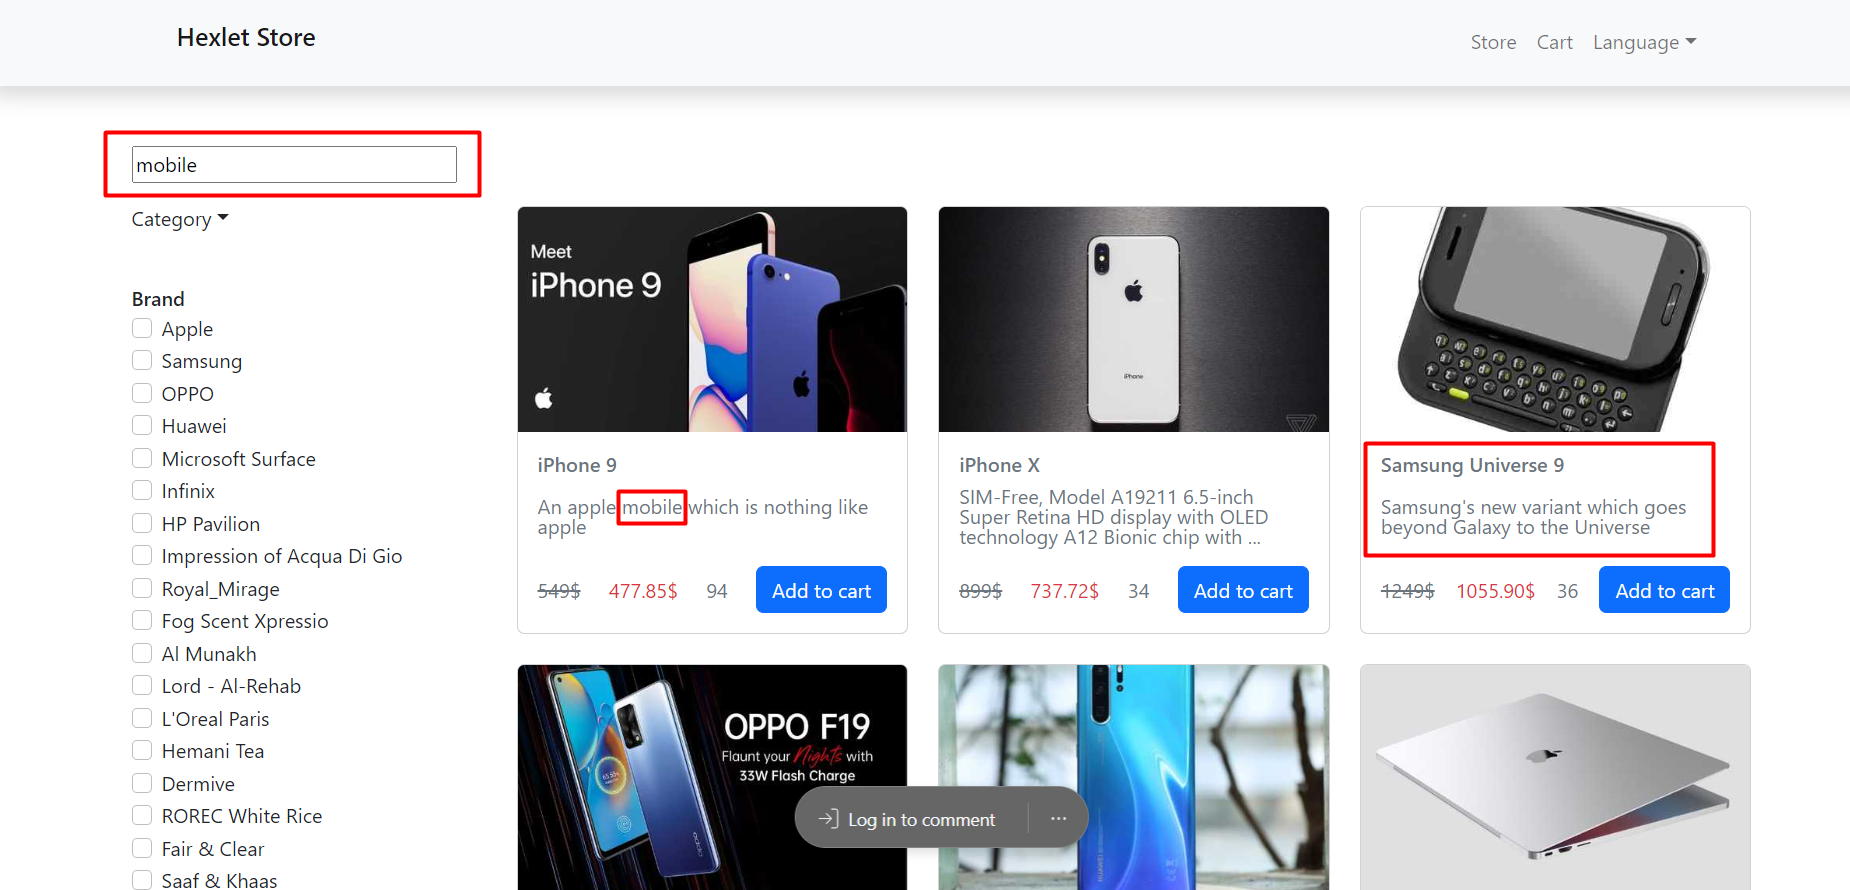 Hexlet Store
Store Cart Language
mobile
Category
Brand
Apple
Samsung
OPPO
Huawei
Microsoft Surface
Infinix
HP Pavilion
Impression of Acqua Di Gio
Royal_Mirage
Fog Scent Xpressio
Al Munakh
Lord - Al-Rehab
L'Oreal Paris
Hemani Tea
Dermive
ROREC White Rice
Fair & Clear
Saaf & Khaas
Meet
iPhone 9
iPhone 9
An apple mobile which is nothing like
apple
549$ 477.85$ 94 Add to cart
iPhone
iPhone X
SIM-Free, Model A19211 6.5-inch
Super Retina HD display with OLED
technology A12 Bionic chip with ...
899$ 737.72$ 34 Add to cart
Samsung Universe 9
Samsung's new variant which goes
beyond Galaxy to the Universe
1249$ 1055.90$ 36 Add to cart
OPPO F19
Flaunt your Nights with
33W Flash Charge
Log in to comment ...